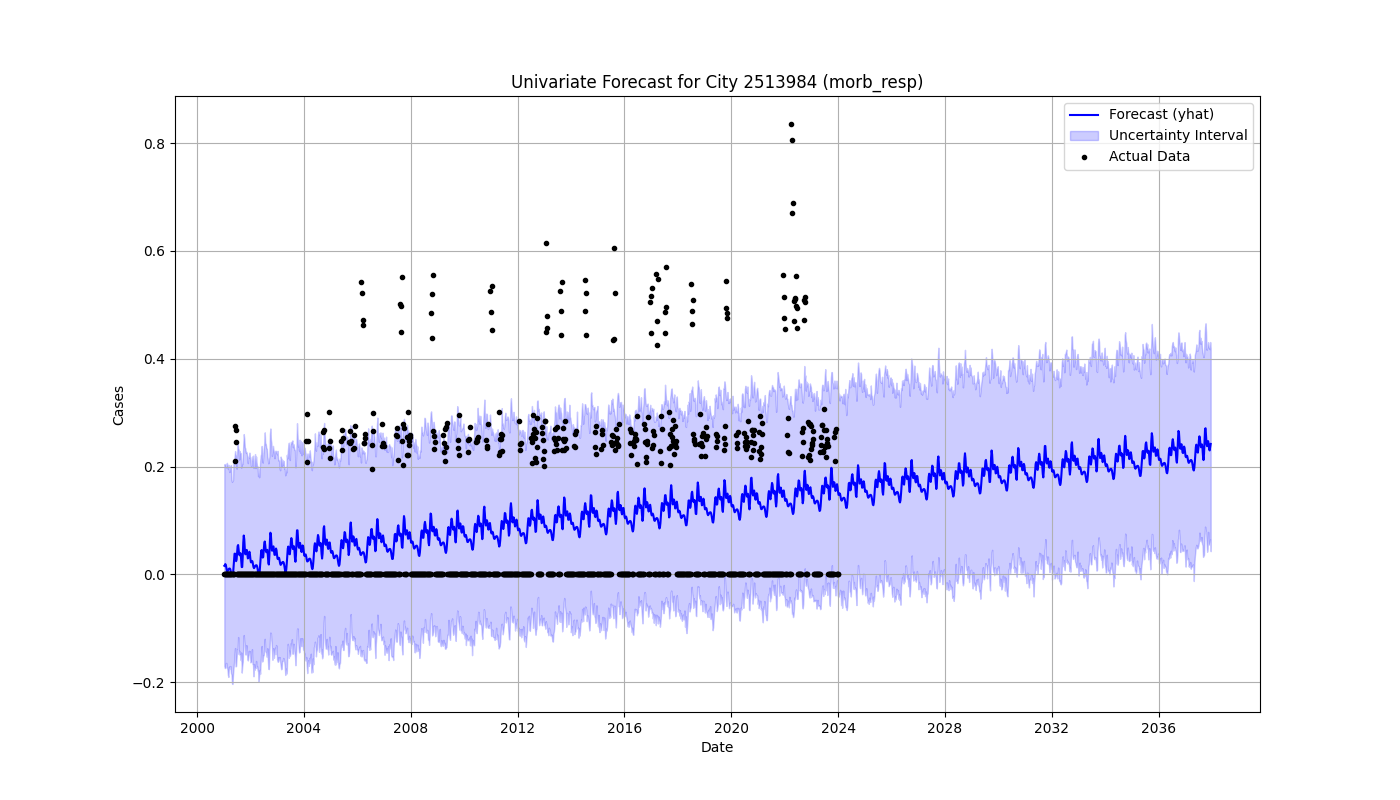 Univariate Forecast for City 2513984 (morb_resp)
Forecast (yhat)
Uncertainty Interval
Actual Data
Cases
0.8
0.6
0.4
0.2
0.0
−0.2
2000 2004 2008 2012 2016 2020 2024 2028 2032 2036
Date